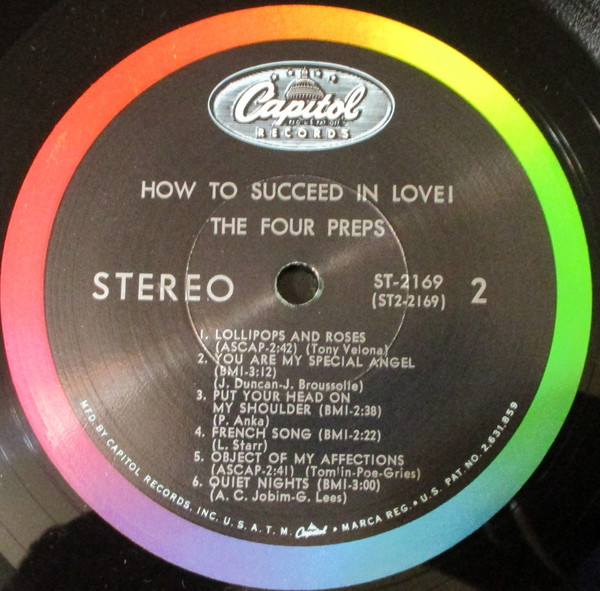 Capitol
RECORDS
HOW TO SUCCEED IN LOVE!
THE FOUR PREPS
STEREO
ST-2169
(ST2-2169)
2
1. LOLLIPOPS AND ROSES
(ASCAP-2:42) (Tony Velona)
2. YOU ARE MY SPECIAL ANGEL
(BMI-3:12)
(J. Duncan-J. Broussolle)
3. PUT YOUR HEAD ON
MY SHOULDER (BMI-2:38)
(P. Anka)
4. FRENCH SONG (BMI-2:22)
(L. Starr)
5. OBJECT OF MY AFFECTIONS
(ASCAP-2:41) (Tomlin-Poe-Gries)
6. QUIET NIGHTS (BMI-3:00)
(A. C. Jobim-G. Lees)
MFD. BY CAPITOL RECORDS, INC. U.S.A. T.M. Capitol • MARCA REG. • U.S. PAT. NO. 2,631,859